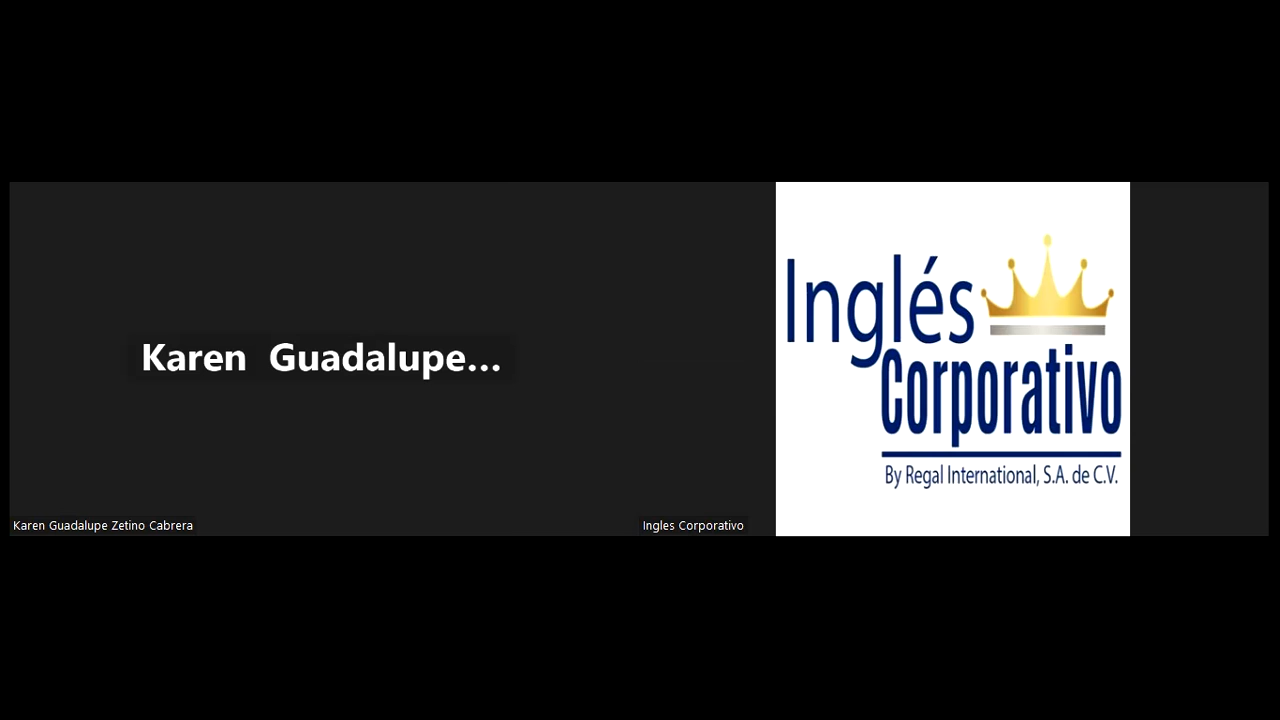 Karen Guadalupe...
Karen Guadalupe Zetino Cabrera
Ingles Corporativo
Inglés
Corporativo
By Regal International, S.A. de C.V.